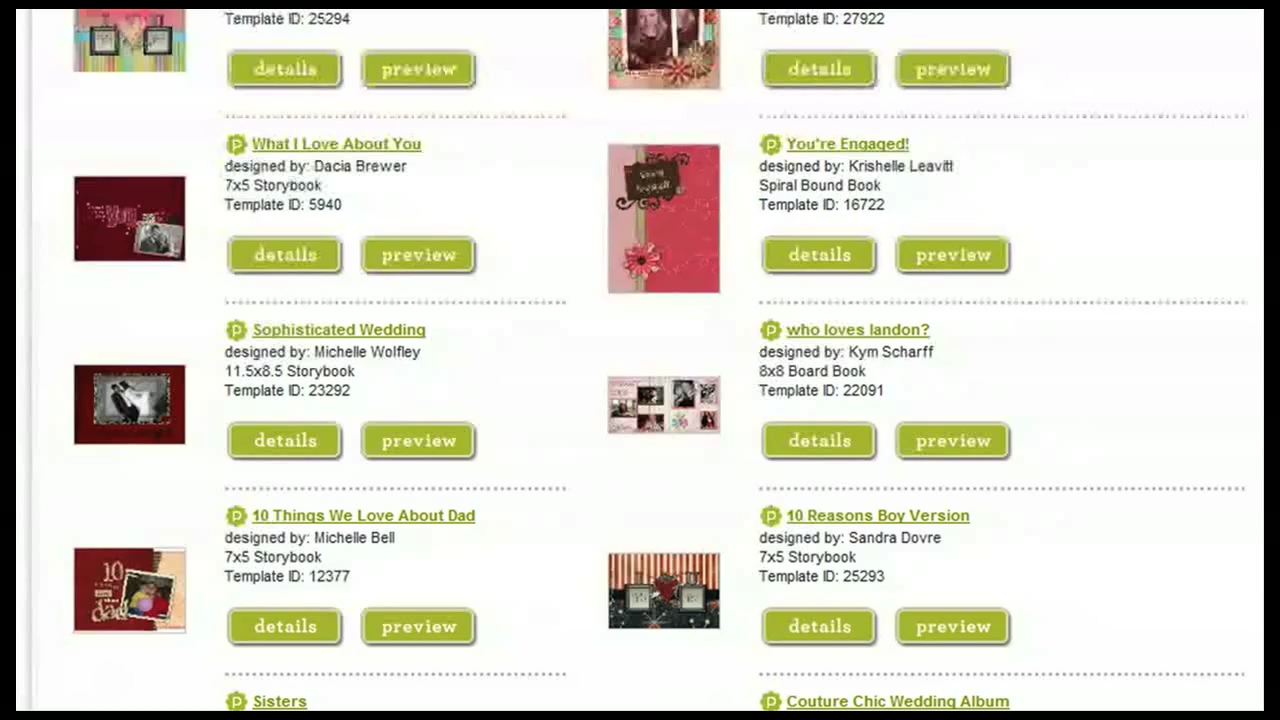 Template ID: 25294
details
preview
Template ID: 27922
details
preview
What I Love About You
designed by: Dacia Brewer
7x5 Storybook
Template ID: 5940
details
preview
You're Engaged!
designed by: Krishelle Leavitt
Spiral Bound Book
Template ID: 16722
details
preview
Sophisticated Wedding
designed by: Michelle Wolfley
11.5x8.5 Storybook
Template ID: 23292
details
preview
who loves landon?
designed by: Kym Scharff
8x8 Board Book
Template ID: 22091
details
preview
10 Things We Love About Dad
designed by: Michelle Bell
7x5 Storybook
Template ID: 12377
10
dad
details
preview
10 Reasons Boy Version
designed by: Sandra Dovre
7x5 Storybook
Template ID: 25293
details
preview
Sisters
Couture Chic Wedding Album